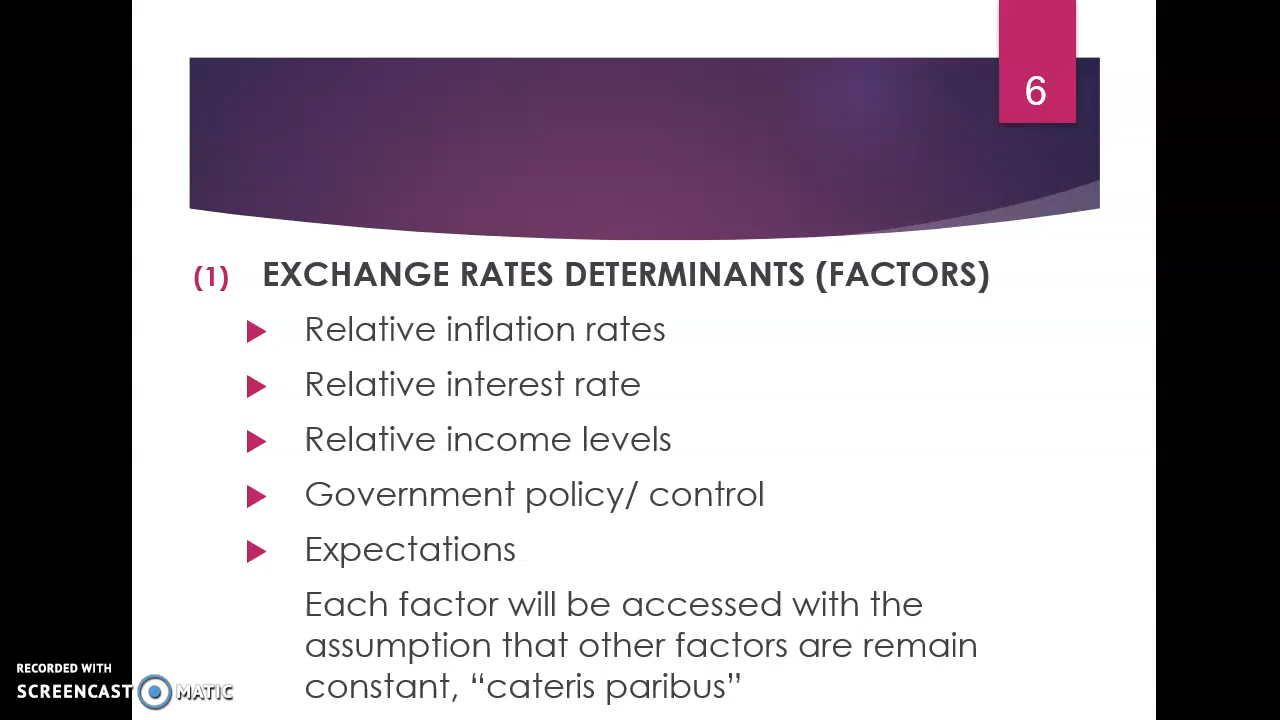 6
(1) EXCHANGE RATES DETERMINANTS (FACTORS)
Relative inflation rates
Relative interest rate
Relative income levels
Government policy/ control
Expectations
Each factor will be accessed with the
assumption that other factors are remain
constant, “cateris paribus”
RECORDED WITH
SCREENCAST MATIC